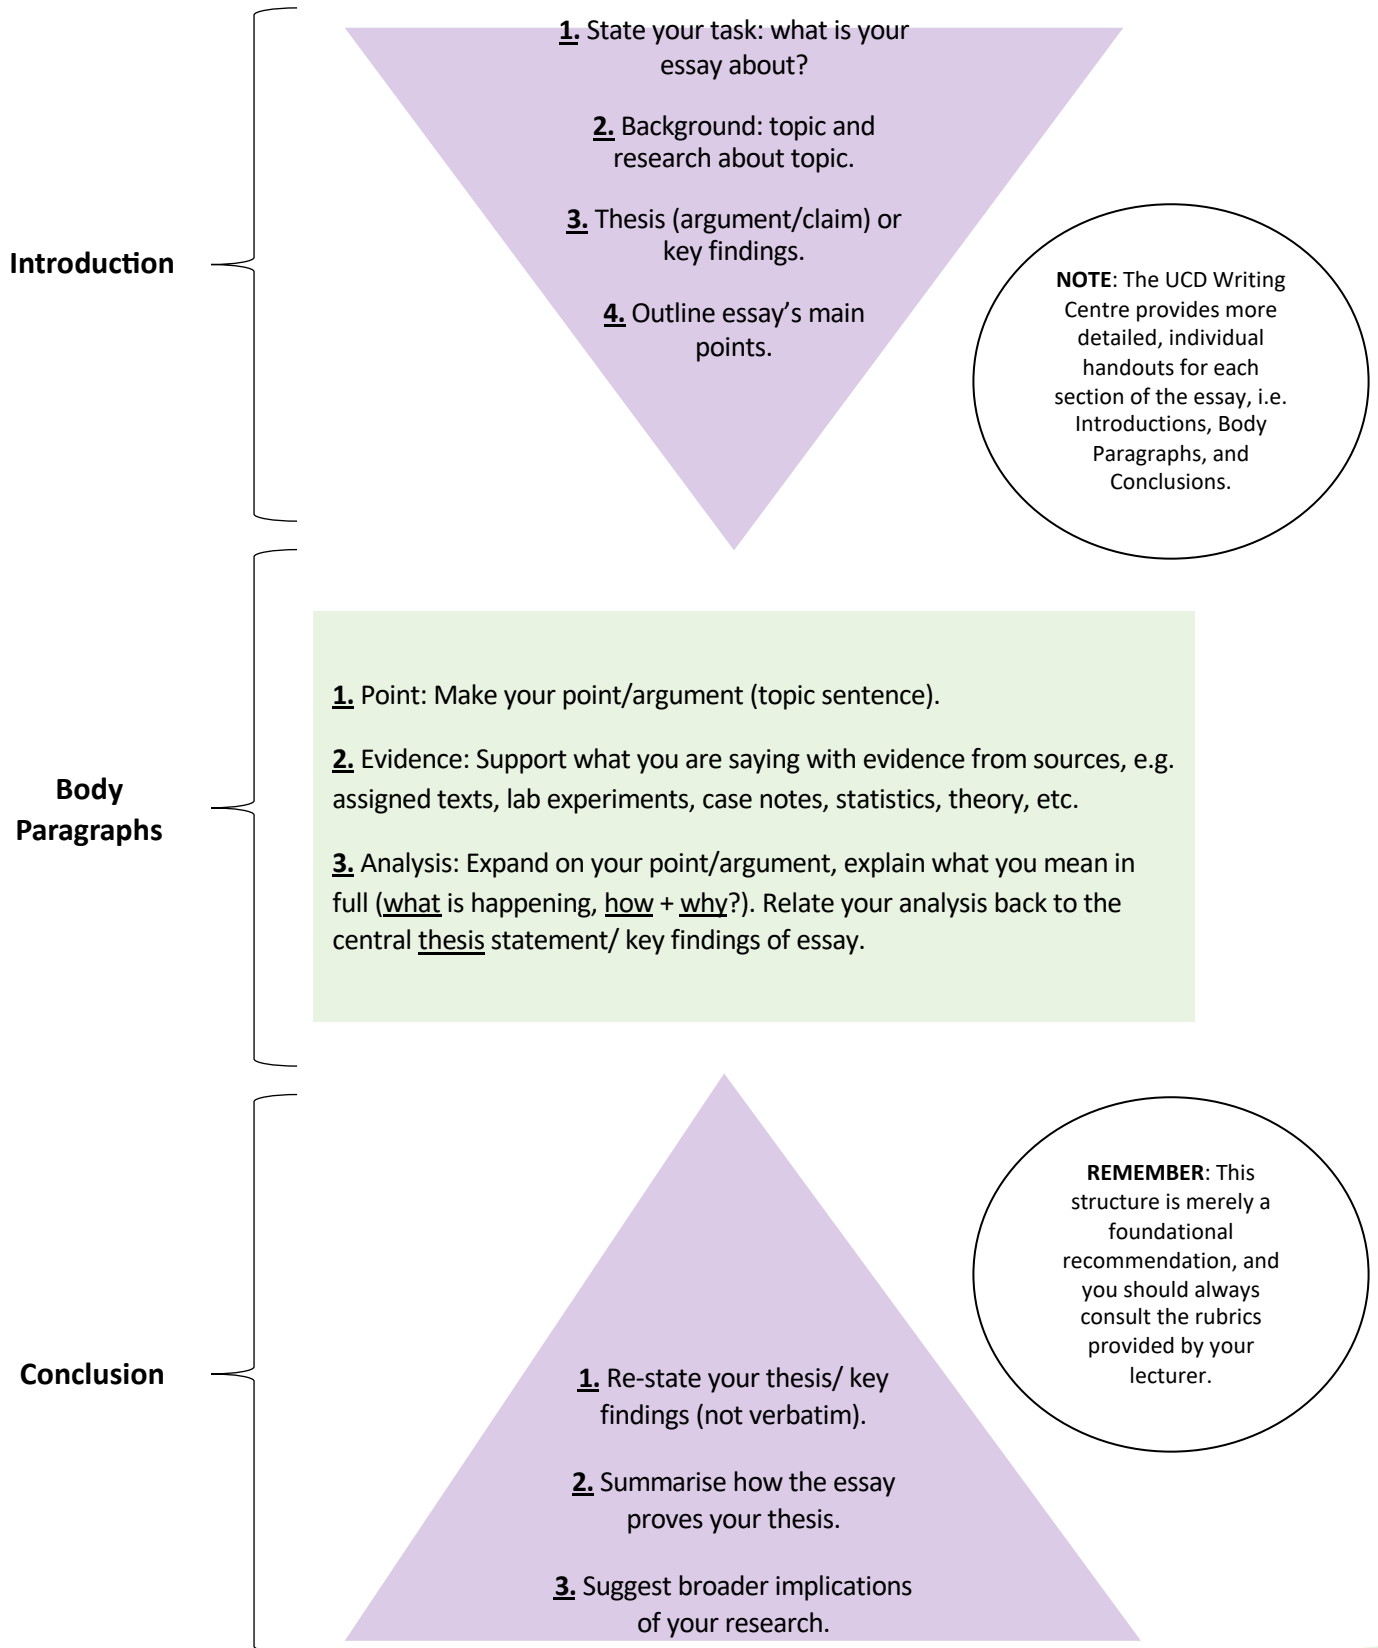 1. State your task: what is your
essay about?
2. Background: topic and
research about topic.
3. Thesis (argument/claim) or
key findings.
4. Outline essay’s main
points.
Introduction
NOTE: The UCD Writing
Centre provides more
detailed, individual
handouts for each
section of the essay, i.e.
Introductions, Body
Paragraphs, and
Conclusions.
Body
Paragraphs
1. Point: Make your point/argument (topic sentence).
2. Evidence: Support what you are saying with evidence from sources, e.g.
assigned texts, lab experiments, case notes, statistics, theory, etc.
3. Analysis: Expand on your point/argument, explain what you mean in
full (what is happening, how + why?). Relate your analysis back to the
central thesis statement/ key findings of essay.
Conclusion
REMEMBER: This
structure is merely a
foundational
recommendation, and
you should always
consult the rubrics
provided by your
lecturer.
1. Re-state your thesis/ key
findings (not verbatim).
2. Summarise how the essay
proves your thesis.
3. Suggest broader implications
of your research.